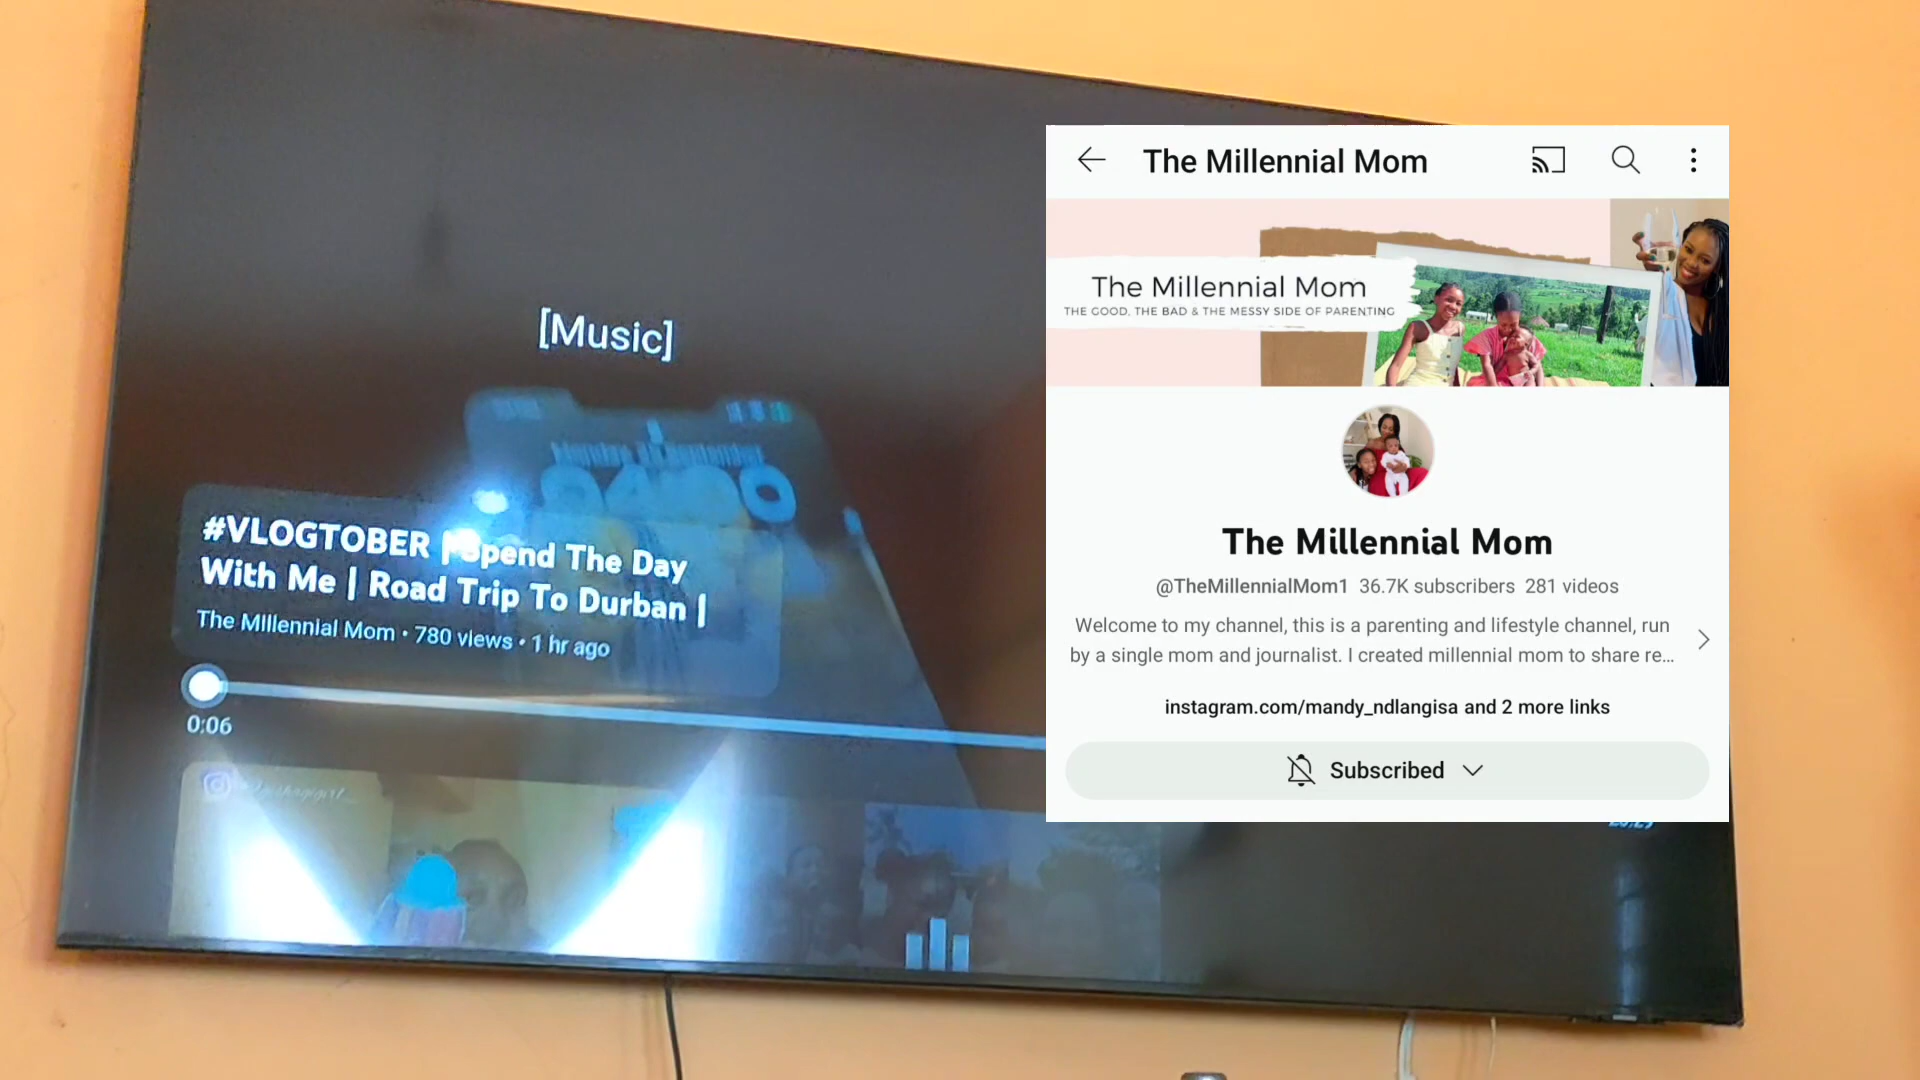 [Music]
#VLOGTOBER | Spend The Day
With Me | Road Trip To Durban |
The Millennial Mom • 780 views • 1 hr ago
0:06
The Millennial Mom
The Millennial Mom
THE GOOD, THE BAD & THE MESSY SIDE OF PARENTING
The Millennial Mom
@TheMillennialMom1 36.7K subscribers 281 videos
Welcome to my channel, this is a parenting and lifestyle channel, run
by a single mom and journalist. I created millennial mom to share re...
instagram.com/mandy_ndlangisa and 2 more links
Subscribed